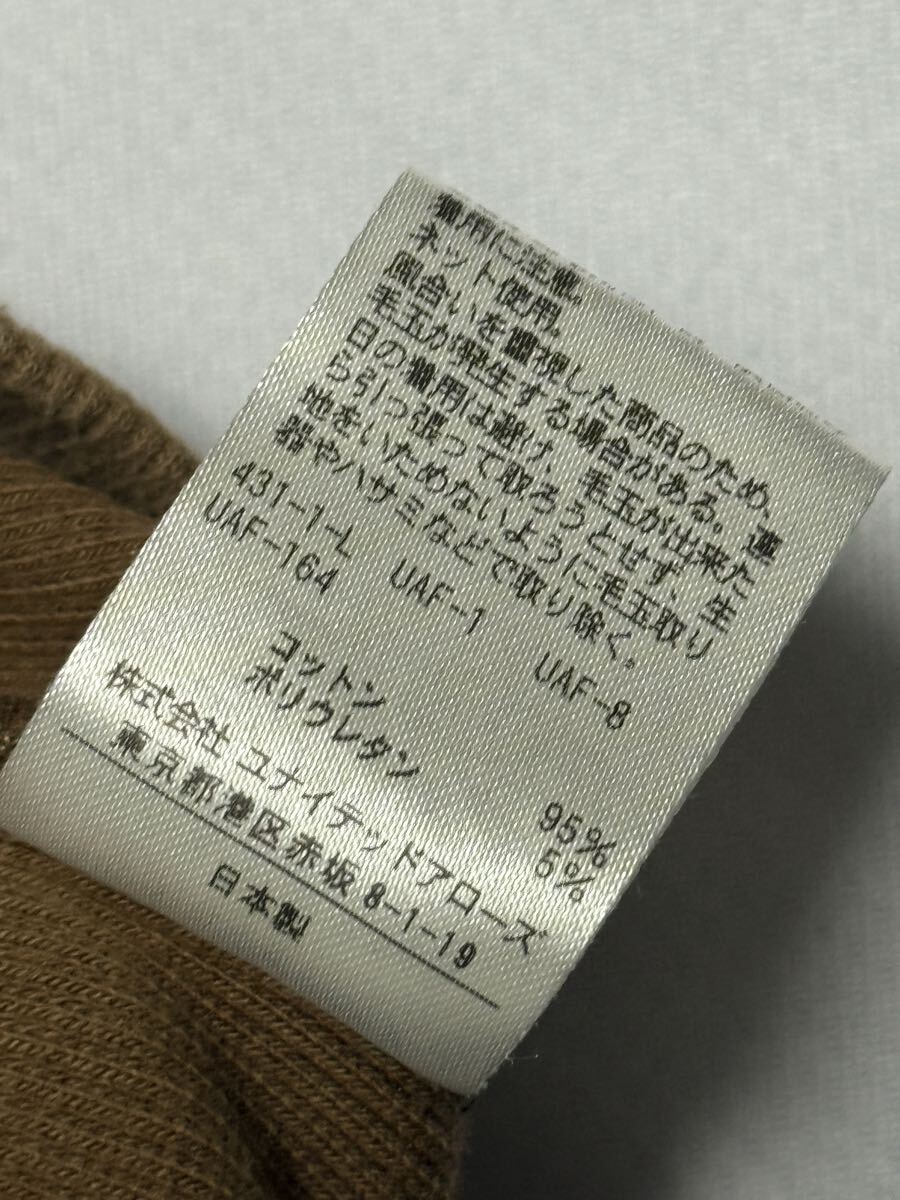 着用に注意。
ネット使用。
風合いを重視した商品のため、
毛玉が発生する場合がある。連
日の着用は避け、毛玉が出来た
ら引っ張って取ろうとせず、生
地をいためないように毛玉取り
器やハサミなどで取り除く。
431-1-L UAF-1 UAF-8
UAF-164
コットン 95%
ポリウレタン 5%
株式会社 ユナイテッドアローズ
東京都港区赤坂 8-1-19
日本製